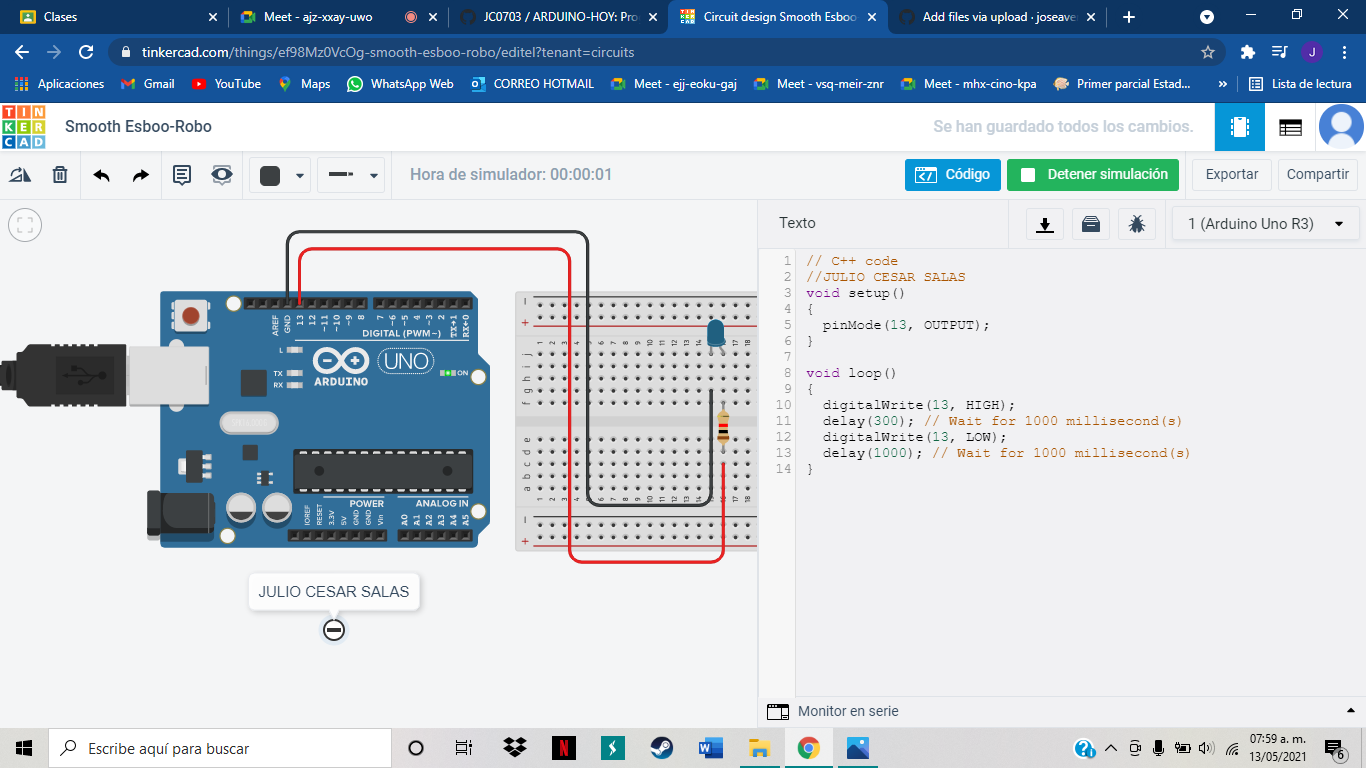 Clases
Meet - ajz-xxay-uwo
JC0703 / ARDUINO-HOY: Pro
Circuit design Smooth Esboo
Add files via upload · joseave
tinkercad.com/things/ef98Mz0VcOg-smooth-esboo-robo/editel?tenant=circuits
J
Aplicaciones
Gmail
YouTube
Maps
WhatsApp Web
CORREO HOTMAIL
Meet - ejj-eoku-gaj
Meet - vsq-meir-znr
Meet - mhx-cino-kpa
Primer parcial Estad...
»
Lista de lectura
TIN
KER
CAD
Smooth Esboo-Robo
Se han guardado todos los cambios.
Hora de simulador: 00:00:01
Código
Detener simulación
Exportar
Compartir
Texto
1 (Arduino Uno R3)
AREF
GND
13
12
~11
~10
~9
8
7
~6
~5
4
~3
2
TX→1
RX←0
DIGITAL (PWM~)
L
TX
RX
ARDUINO
UNO
ON
POWER
ANALOG IN
IOREF
RESET
3.3V
5V
GND
GND
Vin
A0
A1
A2
A3
A4
A5
JULIO CESAR SALAS
1 // C++ code
2 //JULIO CESAR SALAS
3 void setup()
4 {
5 pinMode(13, OUTPUT);
6 }
7
8 void loop()
9 {
10 digitalWrite(13, HIGH);
11 delay(300); // Wait for 1000 millisecond(s)
12 digitalWrite(13, LOW);
13 delay(1000); // Wait for 1000 millisecond(s)
14 }
Monitor en serie
Escribe aquí para buscar
07:59 a. m.
13/05/2021
6